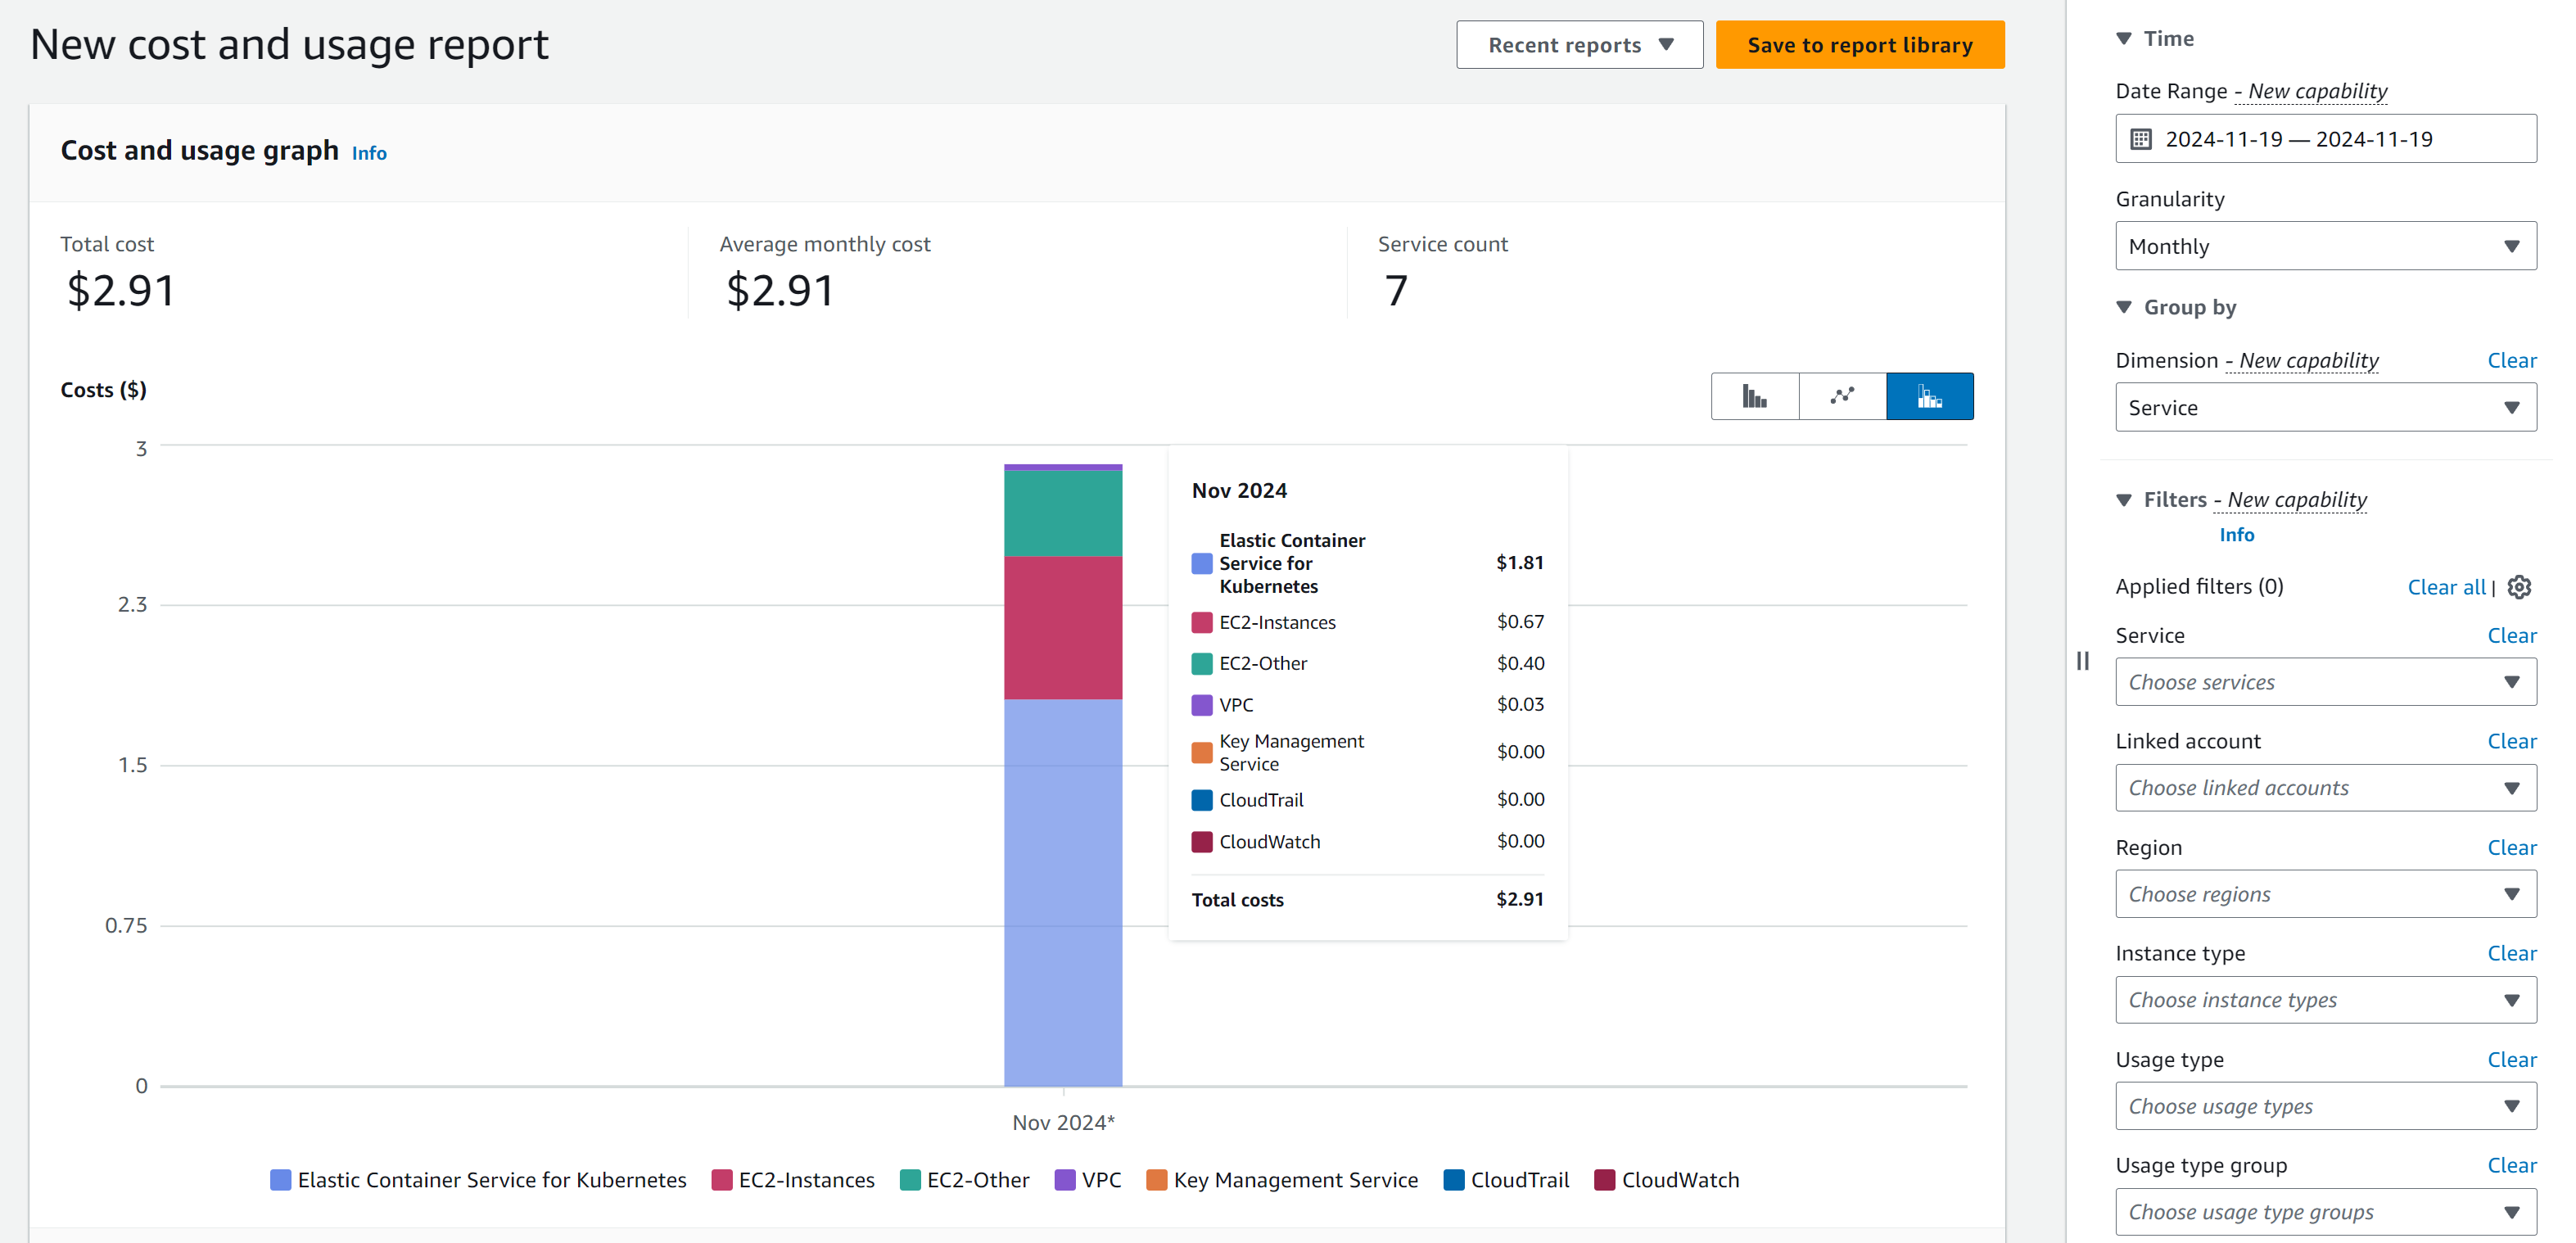 New cost and usage report
Recent reports
Save to report library
Cost and usage graph Info
Total cost
$2.91
Average monthly cost
$2.91
Service count
7
Costs ($)
3
2.3
1.5
0.75
0
Nov 2024
Elastic Container
Service for
Kubernetes
$1.81
EC2-Instances $0.67
EC2-Other $0.40
VPC $0.03
Key Management
Service
$0.00
CloudTrail $0.00
CloudWatch $0.00
Total costs $2.91
Nov 2024*
Elastic Container Service for Kubernetes EC2-Instances EC2-Other VPC Key Management Service CloudTrail CloudWatch
Time
Date Range - New capability
2024-11-19 — 2024-11-19
Granularity
Monthly
Group by
Dimension - New capability Clear
Service
Filters - New capability
Info
Applied filters (0) Clear all |
Service Clear
Choose services
Linked account Clear
Choose linked accounts
Region Clear
Choose regions
Instance type Clear
Choose instance types
Usage type Clear
Choose usage types
Usage type group Clear
Choose usage type groups